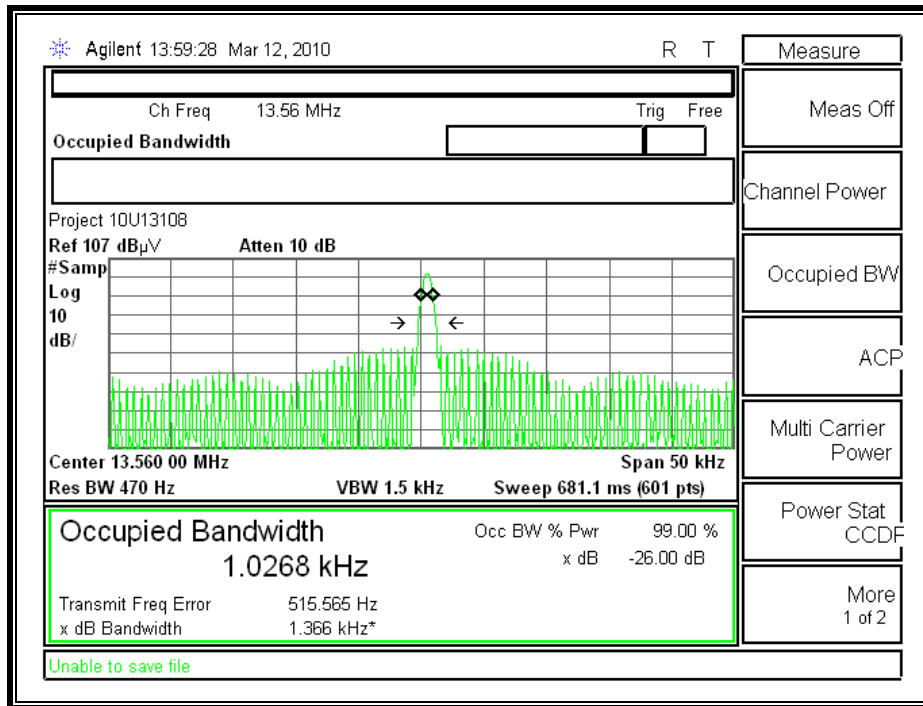 Agilent 13:59:28 Mar 12, 2010 R T
Measure
Ch Freq 13.56 MHz Trig Free
Meas Off
Occupied Bandwidth
Channel Power
Project 10U13108
Ref 107 dBµV Atten 10 dB
#Samp
Log
10
dB/
Occupied BW
ACP
Multi Carrier
Power
Center 13.560 00 MHz Span 50 kHz
Res BW 470 Hz VBW 1.5 kHz Sweep 681.1 ms (601 pts)
Power Stat
CCDF
Occupied Bandwidth Occ BW % Pwr 99.00 %
1.0268 kHz x dB -26.00 dB
Transmit Freq Error 515.565 Hz
x dB Bandwidth 1.366 kHz*
More
1 of 2
Unable to save file